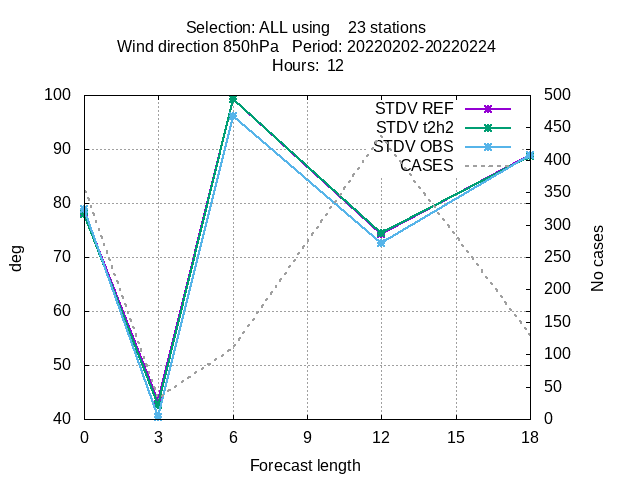 Selection: ALL using    23 stations
Wind direction 850hPa   Period: 20220202-20220224
Hours:  12
STDV REF
STDV t2h2
STDV OBS
CASES
100
90
80
70
60
50
40
500
450
400
350
300
250
200
150
100
50
0
deg
No cases
0 3 6 9 12 15 18
Forecast length